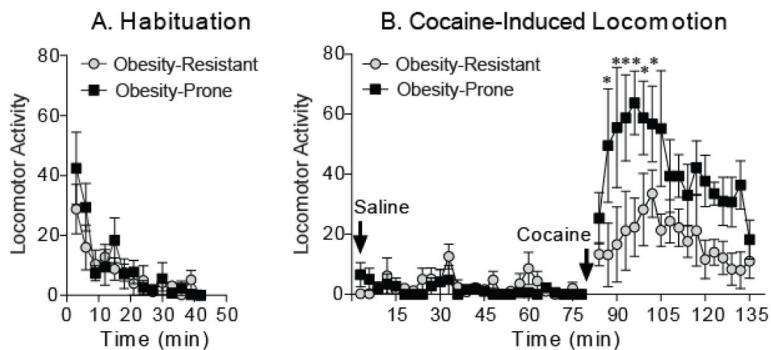 A. Habituation
80
60
40
20
0
Locomotor Activity
Obesity-Resistant
Obesity-Prone
0 10 20 30 40 50
Time (min)
B. Cocaine-Induced Locomotion
80
60
40
20
0
Locomotor Activity
Obesity-Resistant
Obesity-Prone
* * * * * *
Saline
Cocaine
15 30 45 60 75 90 105 120 135
Time (min)